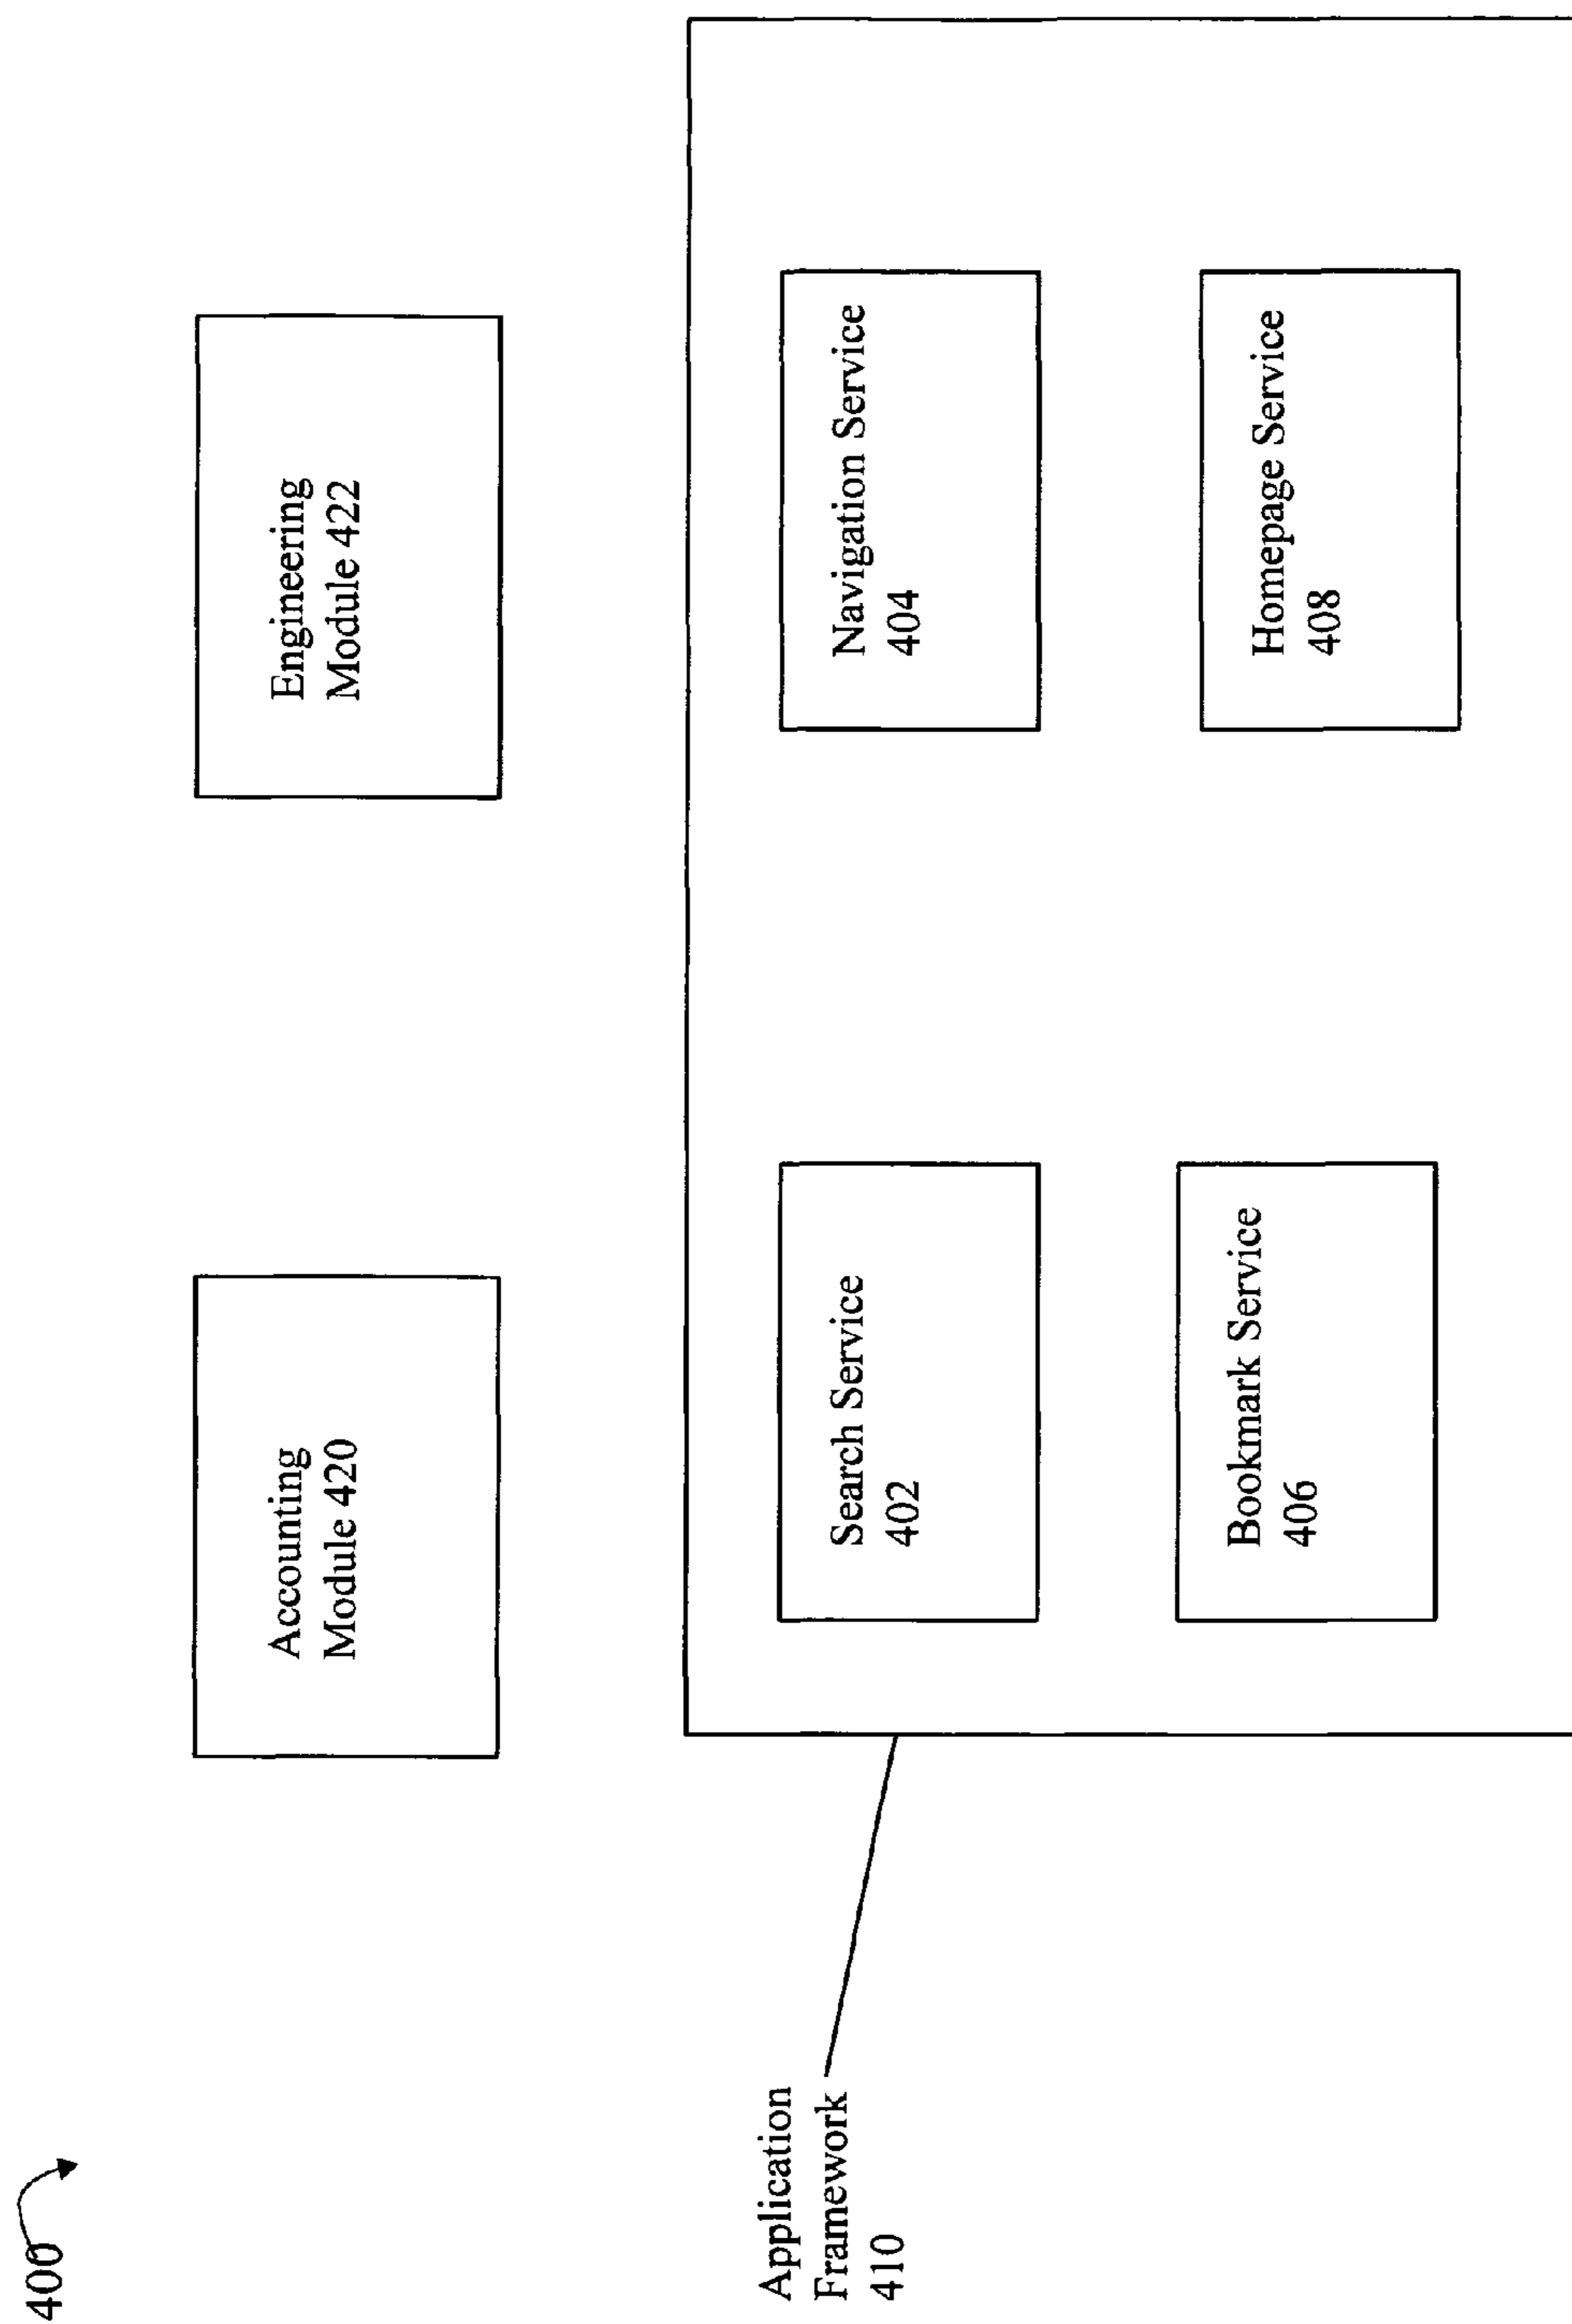 400
Accounting
Module 420
Engineering
Module 422
Application
Framework
410
Search Service
402
Navigation Service
404
Bookmark Service
406
Homepage Service
408